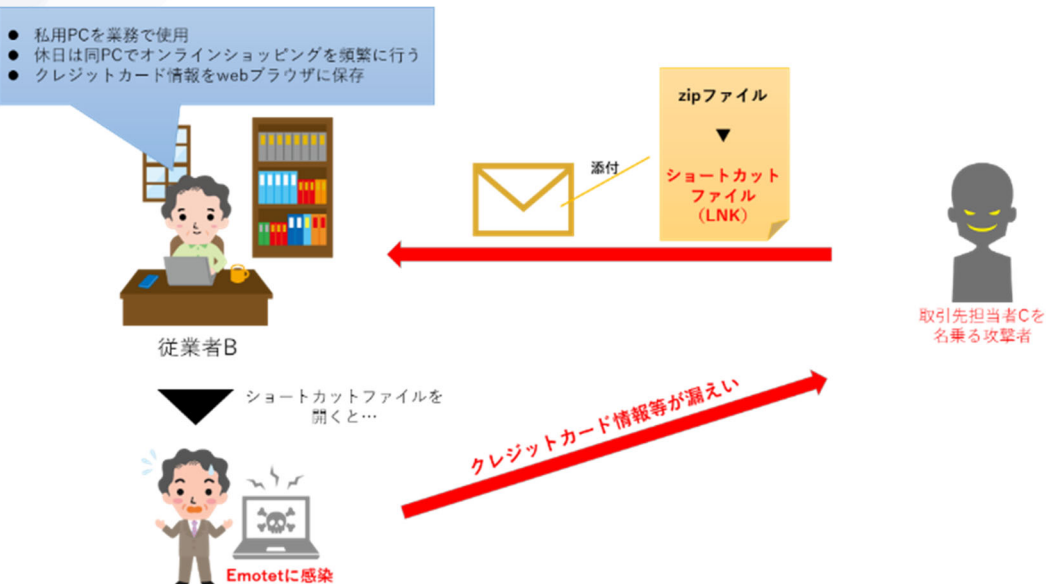 ● 私用PCを業務で使用
● 休日は同PCでオンラインショッピングを頻繁に行う
● クレジットカード情報をwebブラウザに保存
zipファイル
▼
ショートカット
ファイル
（LNK）
添付
取引先担当者Cを
名乗る攻撃者
従業者B
ショートカットファイルを
開くと…
クレジットカード情報等が漏えい
Emotetに感染